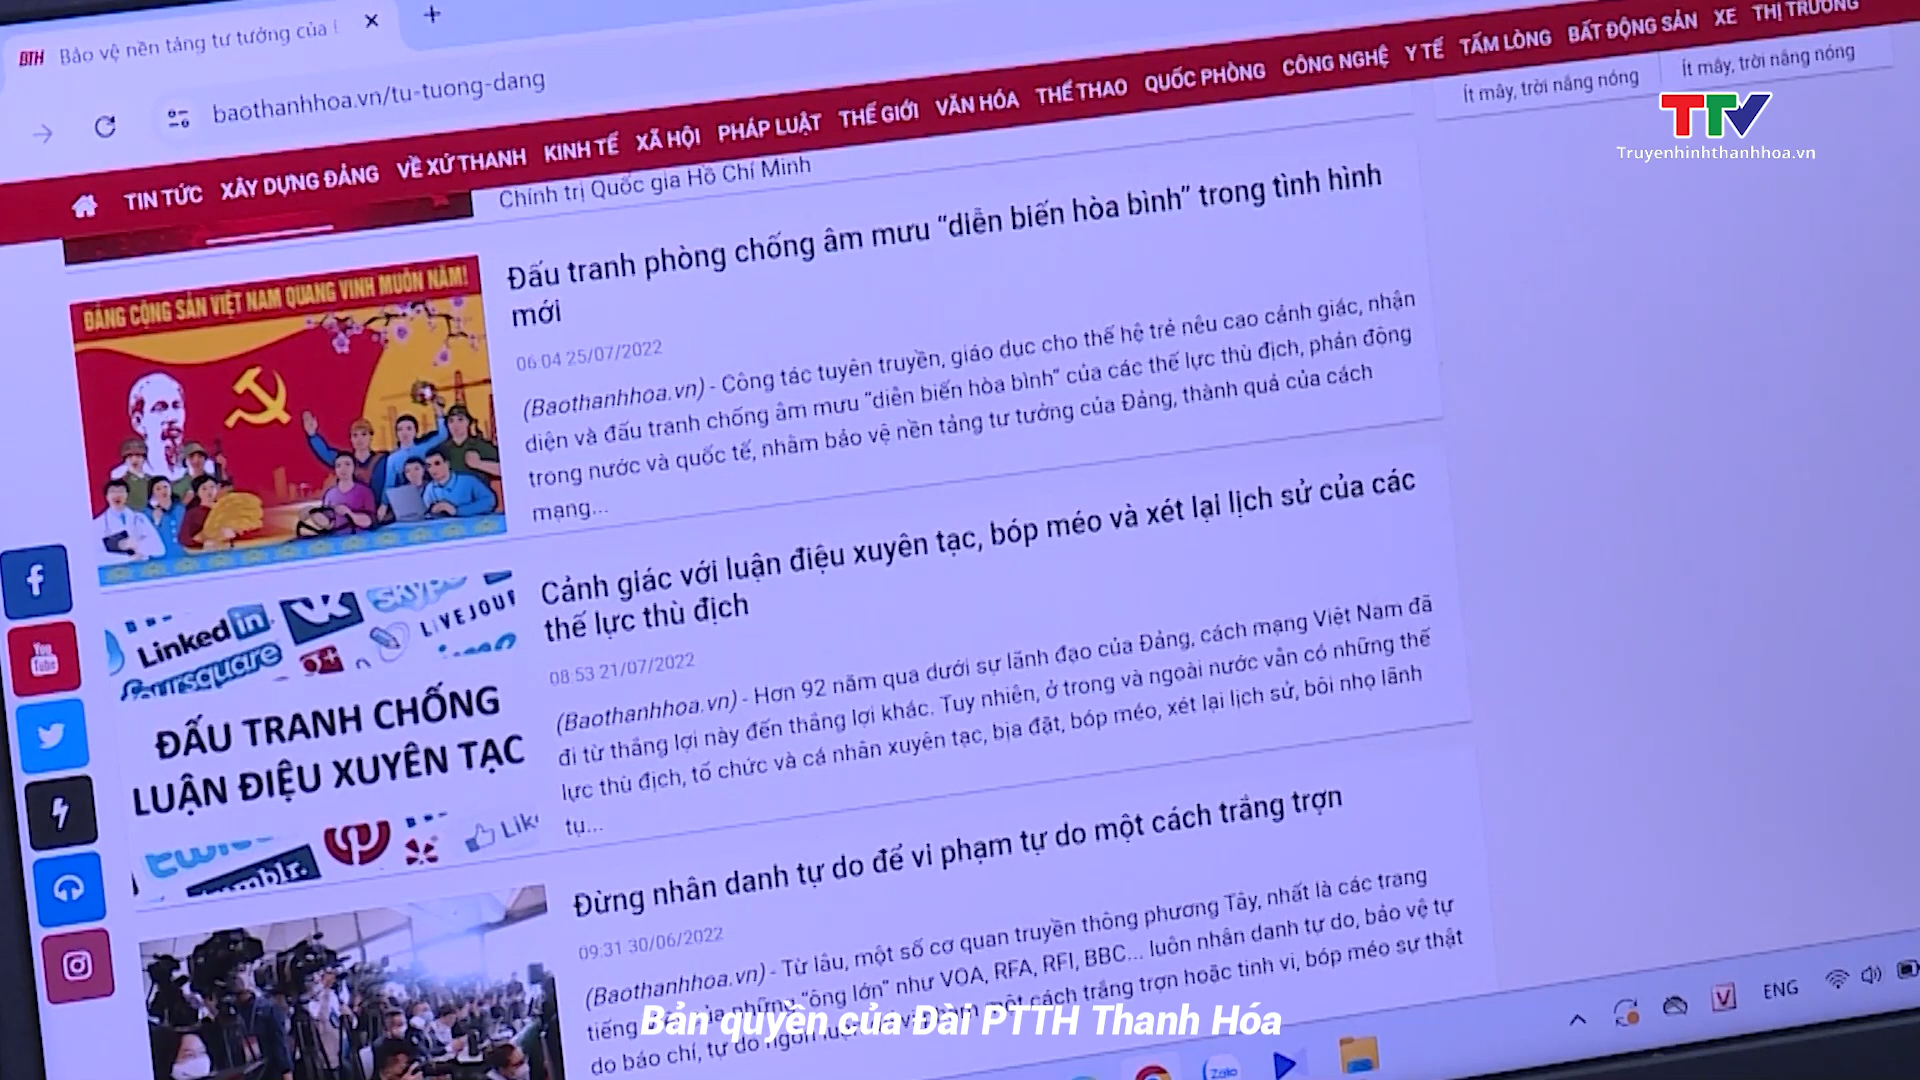 BTH Bảo vệ nền tảng tư tưởng của
baothanhhoa.vn/tu-tuong-dang
TIN TỨC XÂY DỰNG ĐẢNG VỀ XỨ THANH KINH TẾ XÃ HỘI PHÁP LUẬT THẾ GIỚI VĂN HÓA THỂ THAO QUỐC PHÒNG CÔNG NGHỆ Y TẾ TẤM LÒNG BẤT ĐỘNG SẢN XE THỊ TRƯỜNG
Ít mây, trời nắng nóng
Ít mây, trời nắng nóng
TTV
Truyenhinhthanhhoa.vn
Chính trị Quốc gia Hồ Chí Minh
ĐẢNG CỘNG SẢN VIỆT NAM QUANG VINH MUÔN NĂM!
Đấu tranh phòng chống âm mưu “diễn biến hòa bình” trong tình hình
mới
06:04 25/07/2022
(Baothanhhoa.vn) - Công tác tuyên truyền, giáo dục cho thế hệ trẻ nêu cao cảnh giác, nhận
diện và đấu tranh chống âm mưu “diễn biến hòa bình” của các thế lực thù địch, phản động
trong nước và quốc tế, nhằm bảo vệ nền tảng tư tưởng của Đảng, thành quả của cách
mạng...
Linked in
foursquare
SKYPE
LIVEJOUR
ĐẤU TRANH CHỐNG
LUẬN ĐIỆU XUYÊN TẠC
Lik
Cảnh giác với luận điệu xuyên tạc, bóp méo và xét lại lịch sử của các
thế lực thù địch
08:53 21/07/2022
(Baothanhhoa.vn) - Hơn 92 năm qua dưới sự lãnh đạo của Đảng, cách mạng Việt Nam đã
đi từ thắng lợi này đến thắng lợi khác. Tuy nhiên, ở trong và ngoài nước vẫn có những thế
lực thù địch, tổ chức và cá nhân xuyên tạc, bịa đặt, bóp méo, xét lại lịch sử, bôi nhọ lãnh
tụ...
Đừng nhân danh tự do để vi phạm tự do một cách trắng trợn
09:31 30/06/2022
(Baothanhhoa.vn) - Từ lâu, một số cơ quan truyền thông phương Tây, nhất là các trang
tiếng những “ông lớn” như VOA, RFA, RFI, BBC... luôn nhân danh tự do, bảo vệ tự
do báo chí, tự do ngôn một cách trắng trợn hoặc tinh vi, bóp méo sự thật
You
Tube
Bản quyền của Đài PTTH Thanh Hóa
V
ENG
Zalo